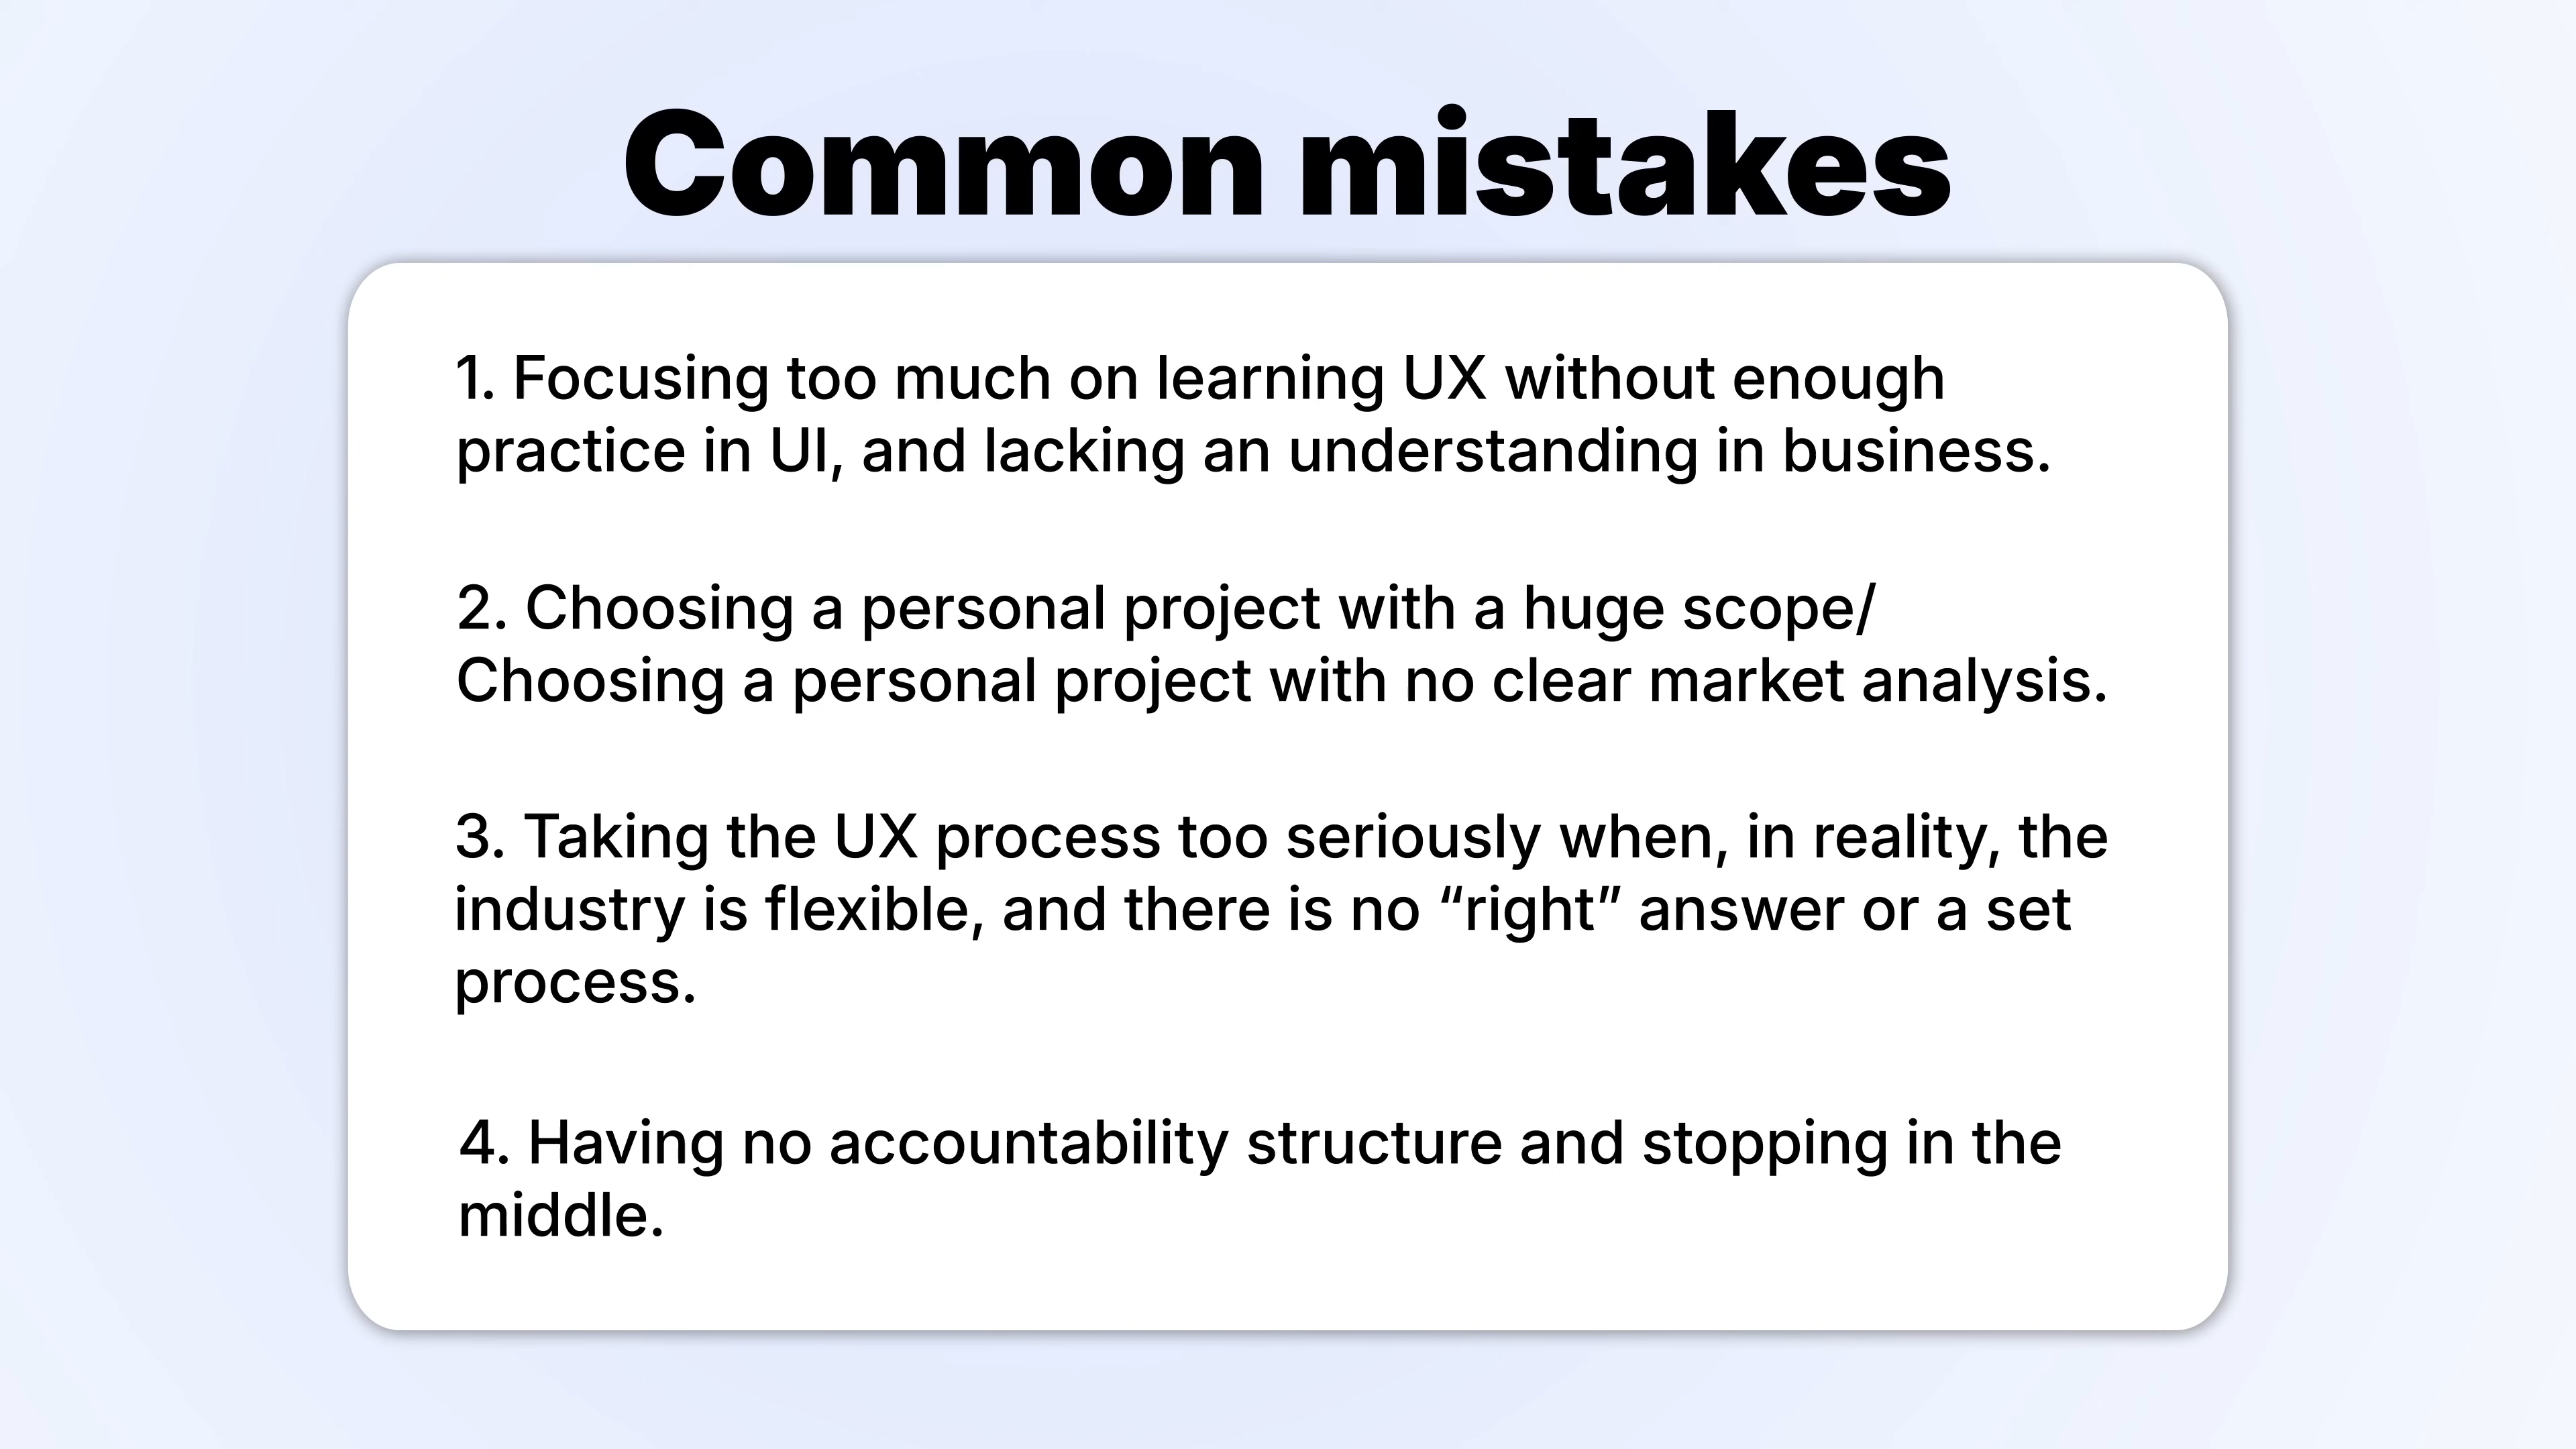 Common mistakes
1. Focusing too much on learning UX without enough
practice in UI, and lacking an understanding in business.
2. Choosing a personal project with a huge scope/
Choosing a personal project with no clear market analysis.
3. Taking the UX process too seriously when, in reality, the
industry is flexible, and there is no “right” answer or a set
process.
4. Having no accountability structure and stopping in the
middle.